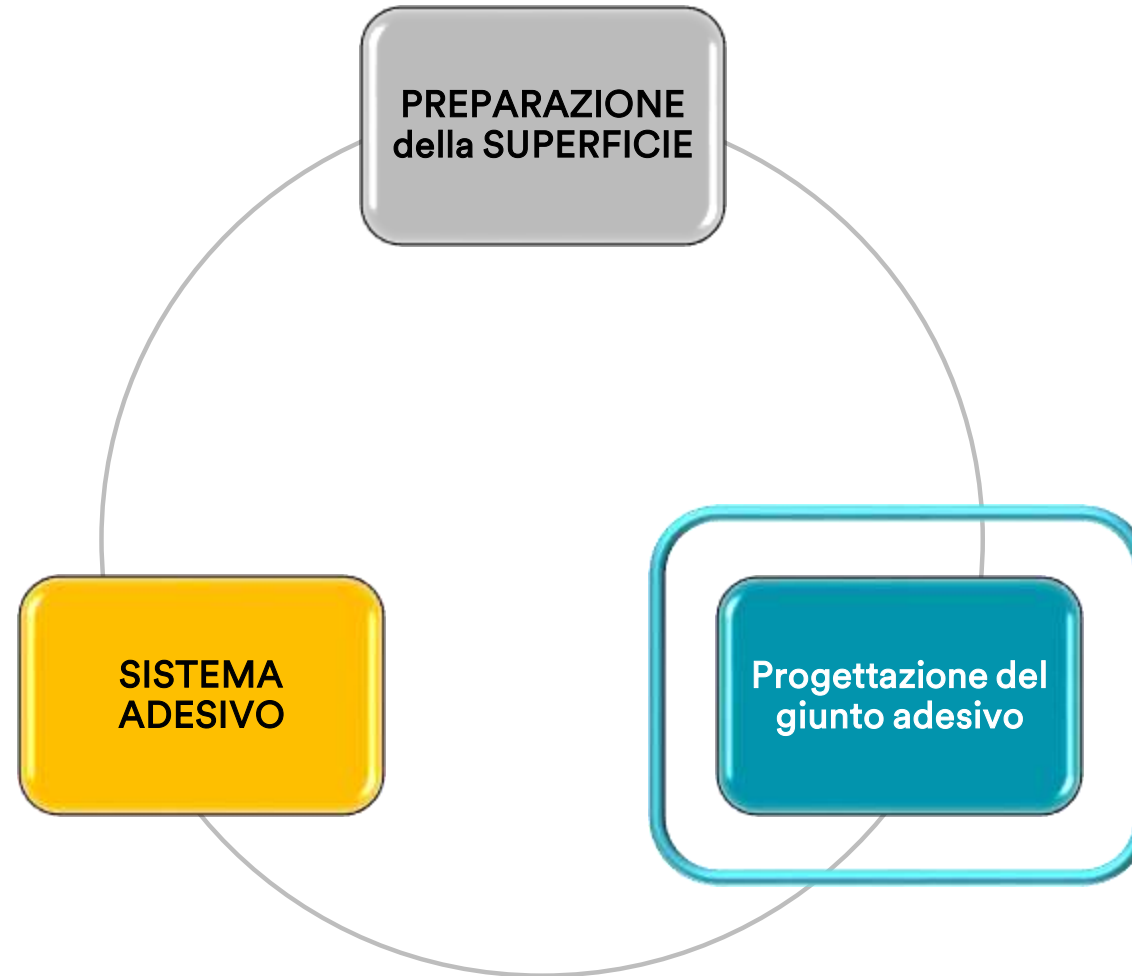 PREPARAZIONE
della SUPERFICIE
SISTEMA
ADESIVO
Progettazione del
giunto adesivo